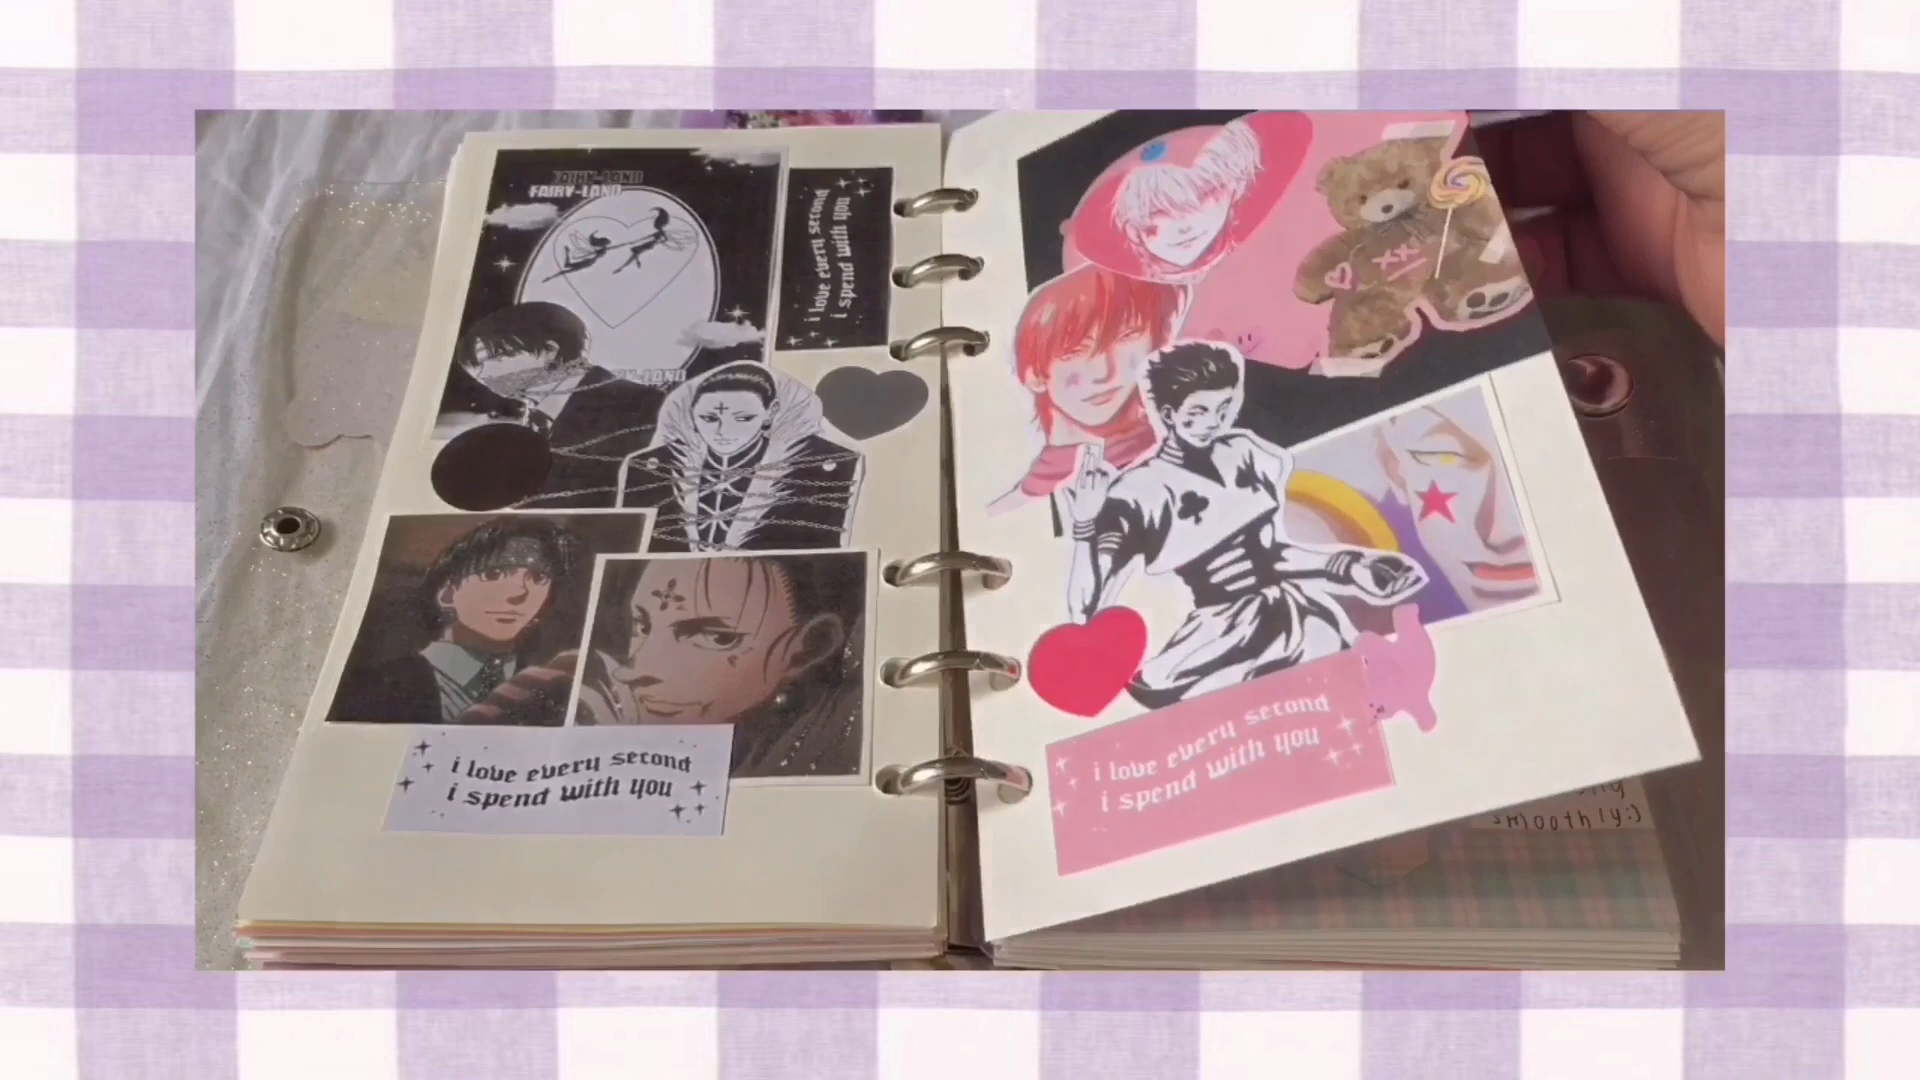 FAIRY-LAND
FAIRY-LAND
i love every second
i spend with you
i love every second
i spend with you
XX
i love every second
i spend with you
smoothly:)